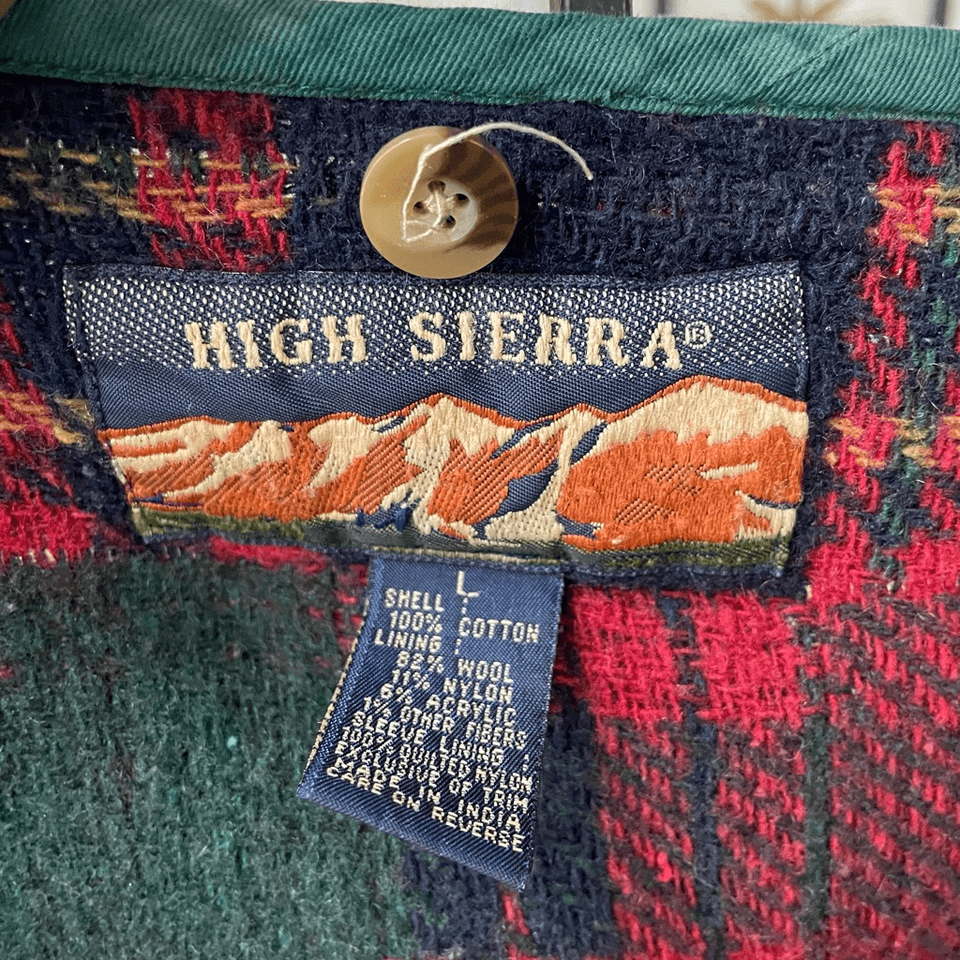 HIGH SIERRA®
L
SHELL :
100% COTTON
LINING :
82% WOOL
11% NYLON
6% ACRYLIC
1% OTHER FIBERS
SLEEVE LINING :
100% QUILTED NYLON
EXCLUSIVE OF TRIM
MADE IN INDIA
CARE ON REVERSE